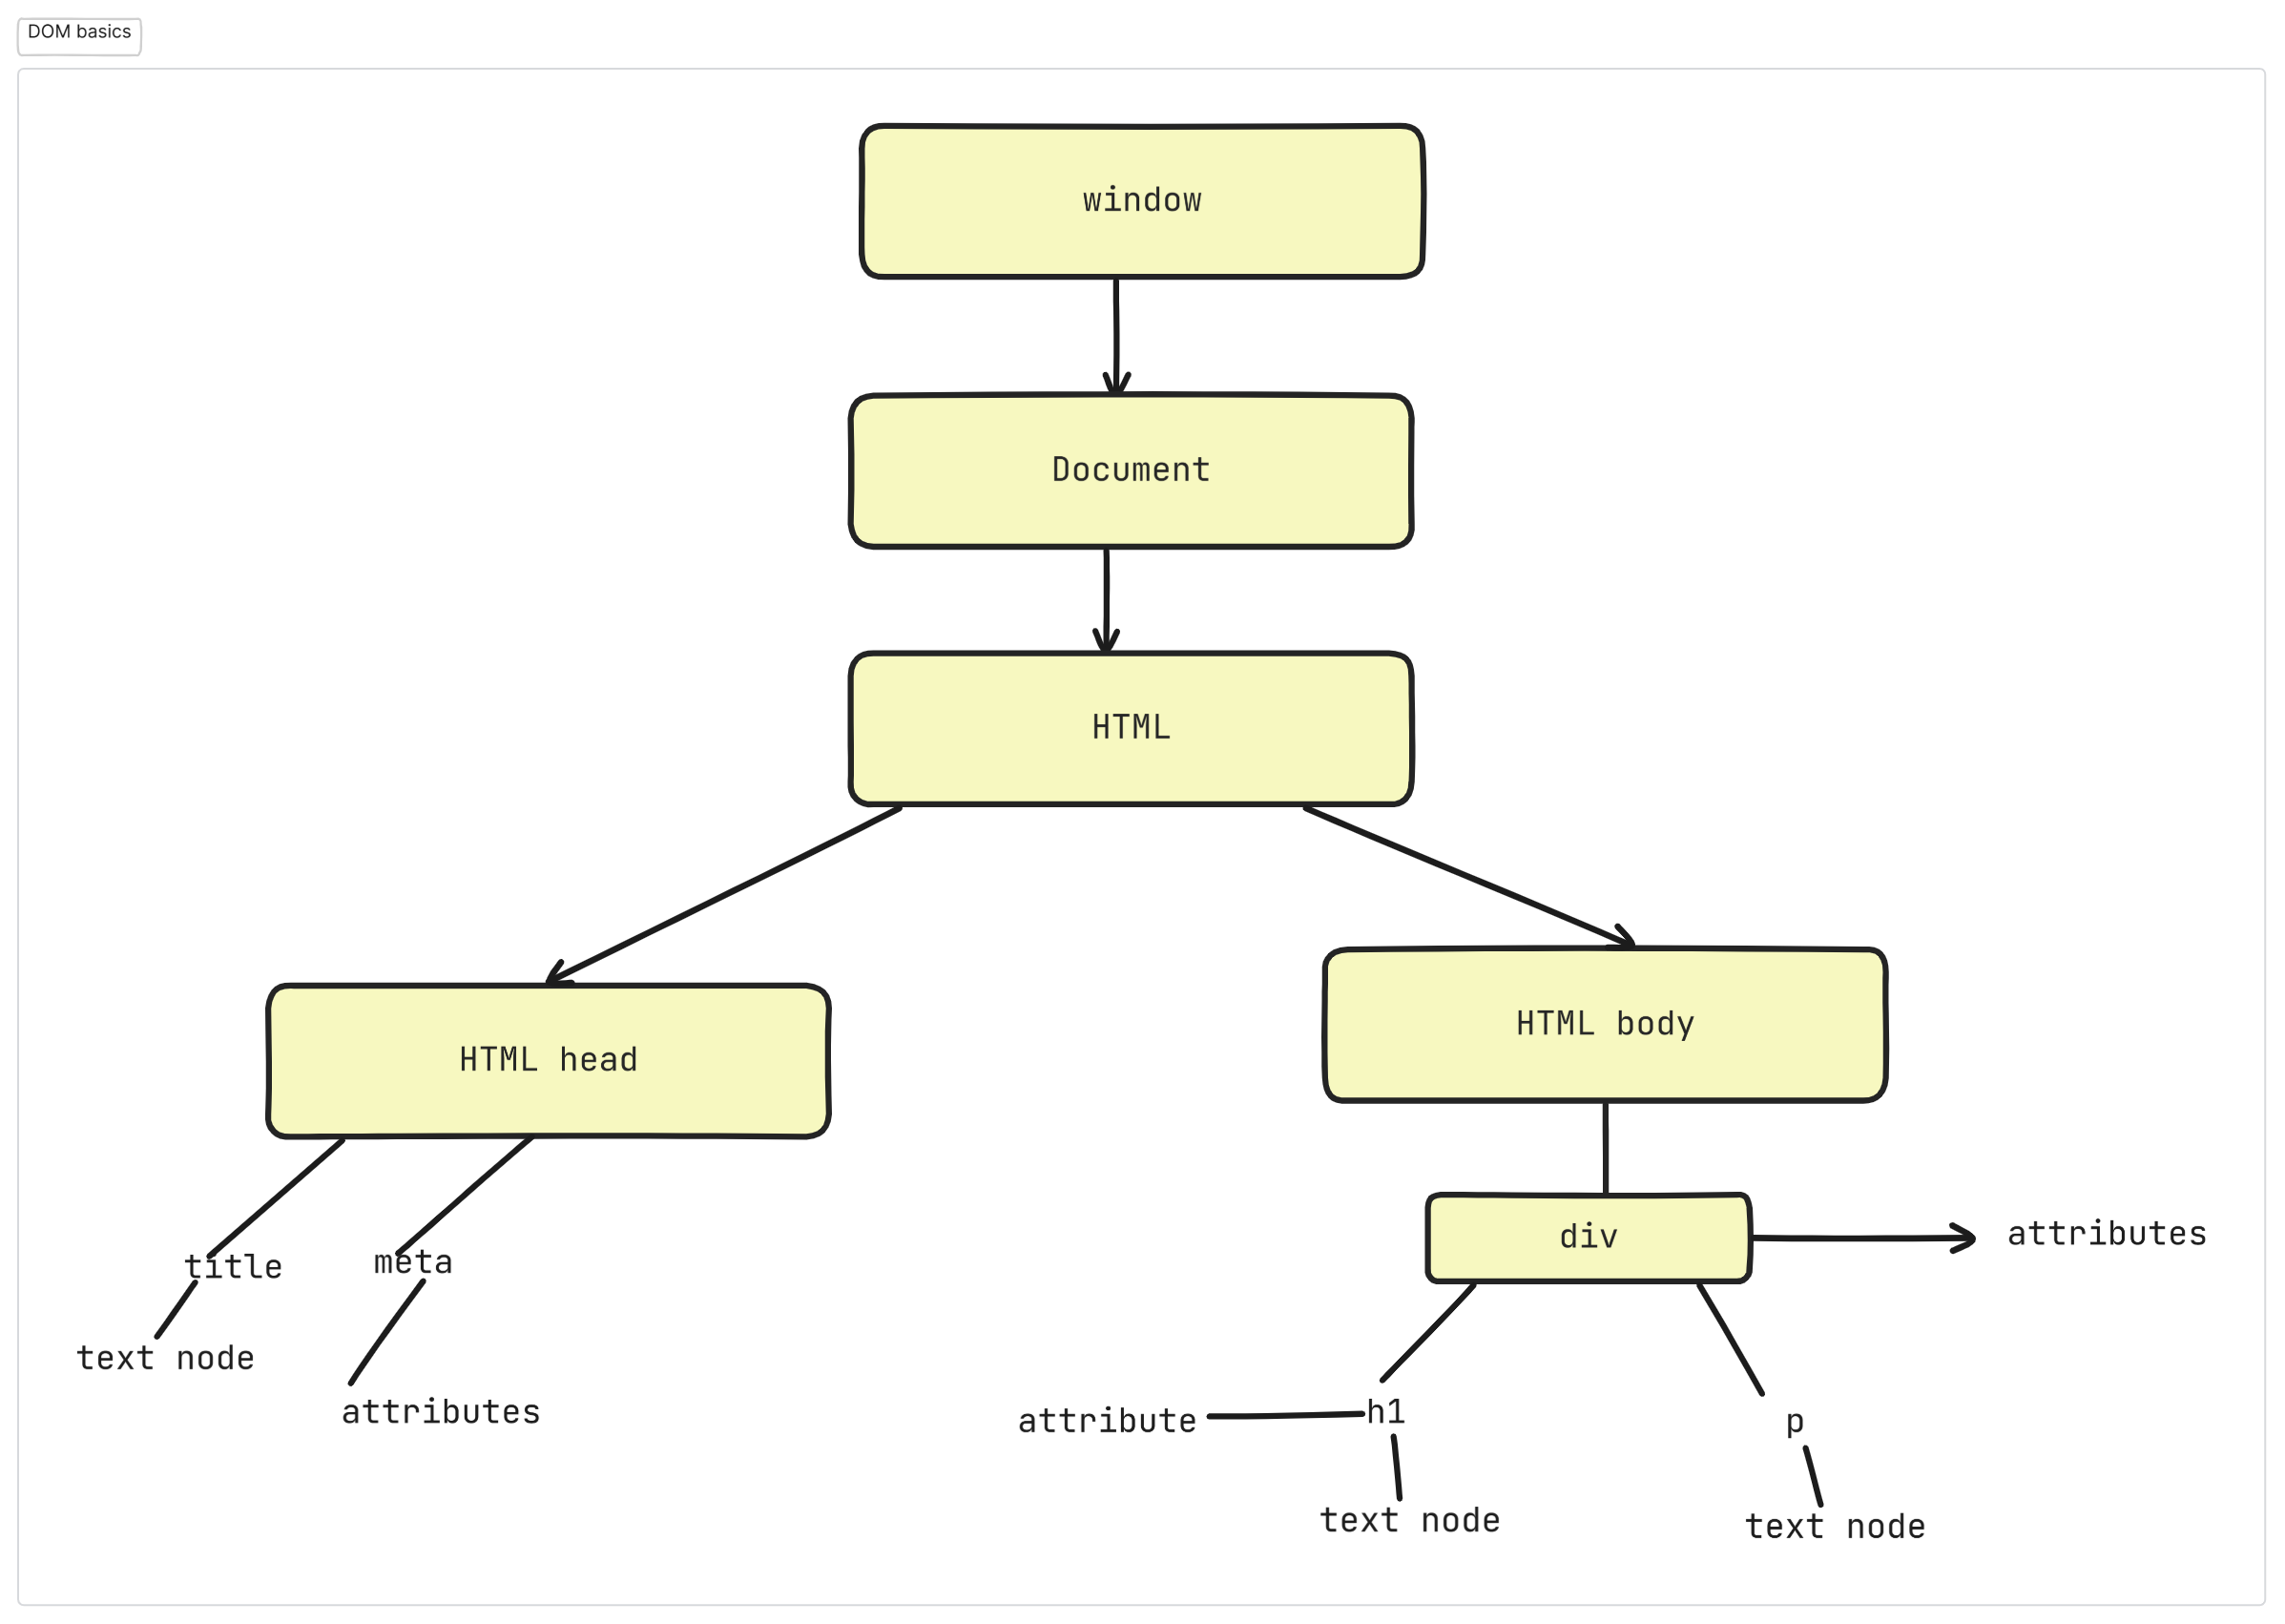 DOM basics
window
Document
HTML
HTML head
HTML body
title
meta
div
attributes
text node
attributes
attribute
h1
p
text node
text node